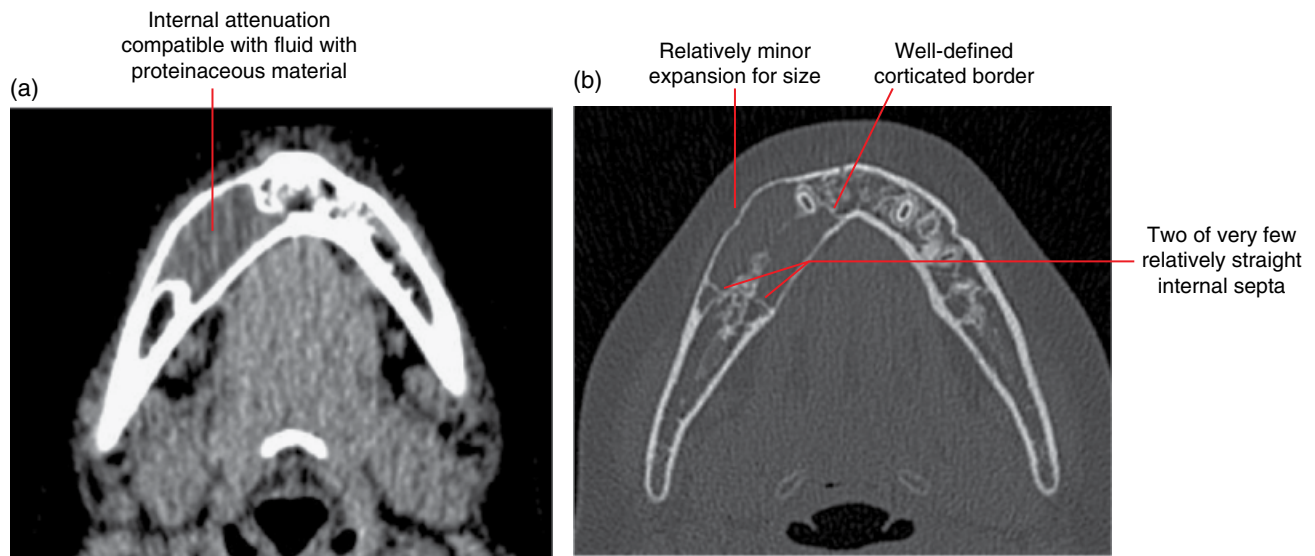 Internal attenuation
compatible with fluid with
proteinaceous material
(a)
Relatively minor
expansion for size
Well-defined
corticated border
(b)
Two of very few
relatively straight
internal septa